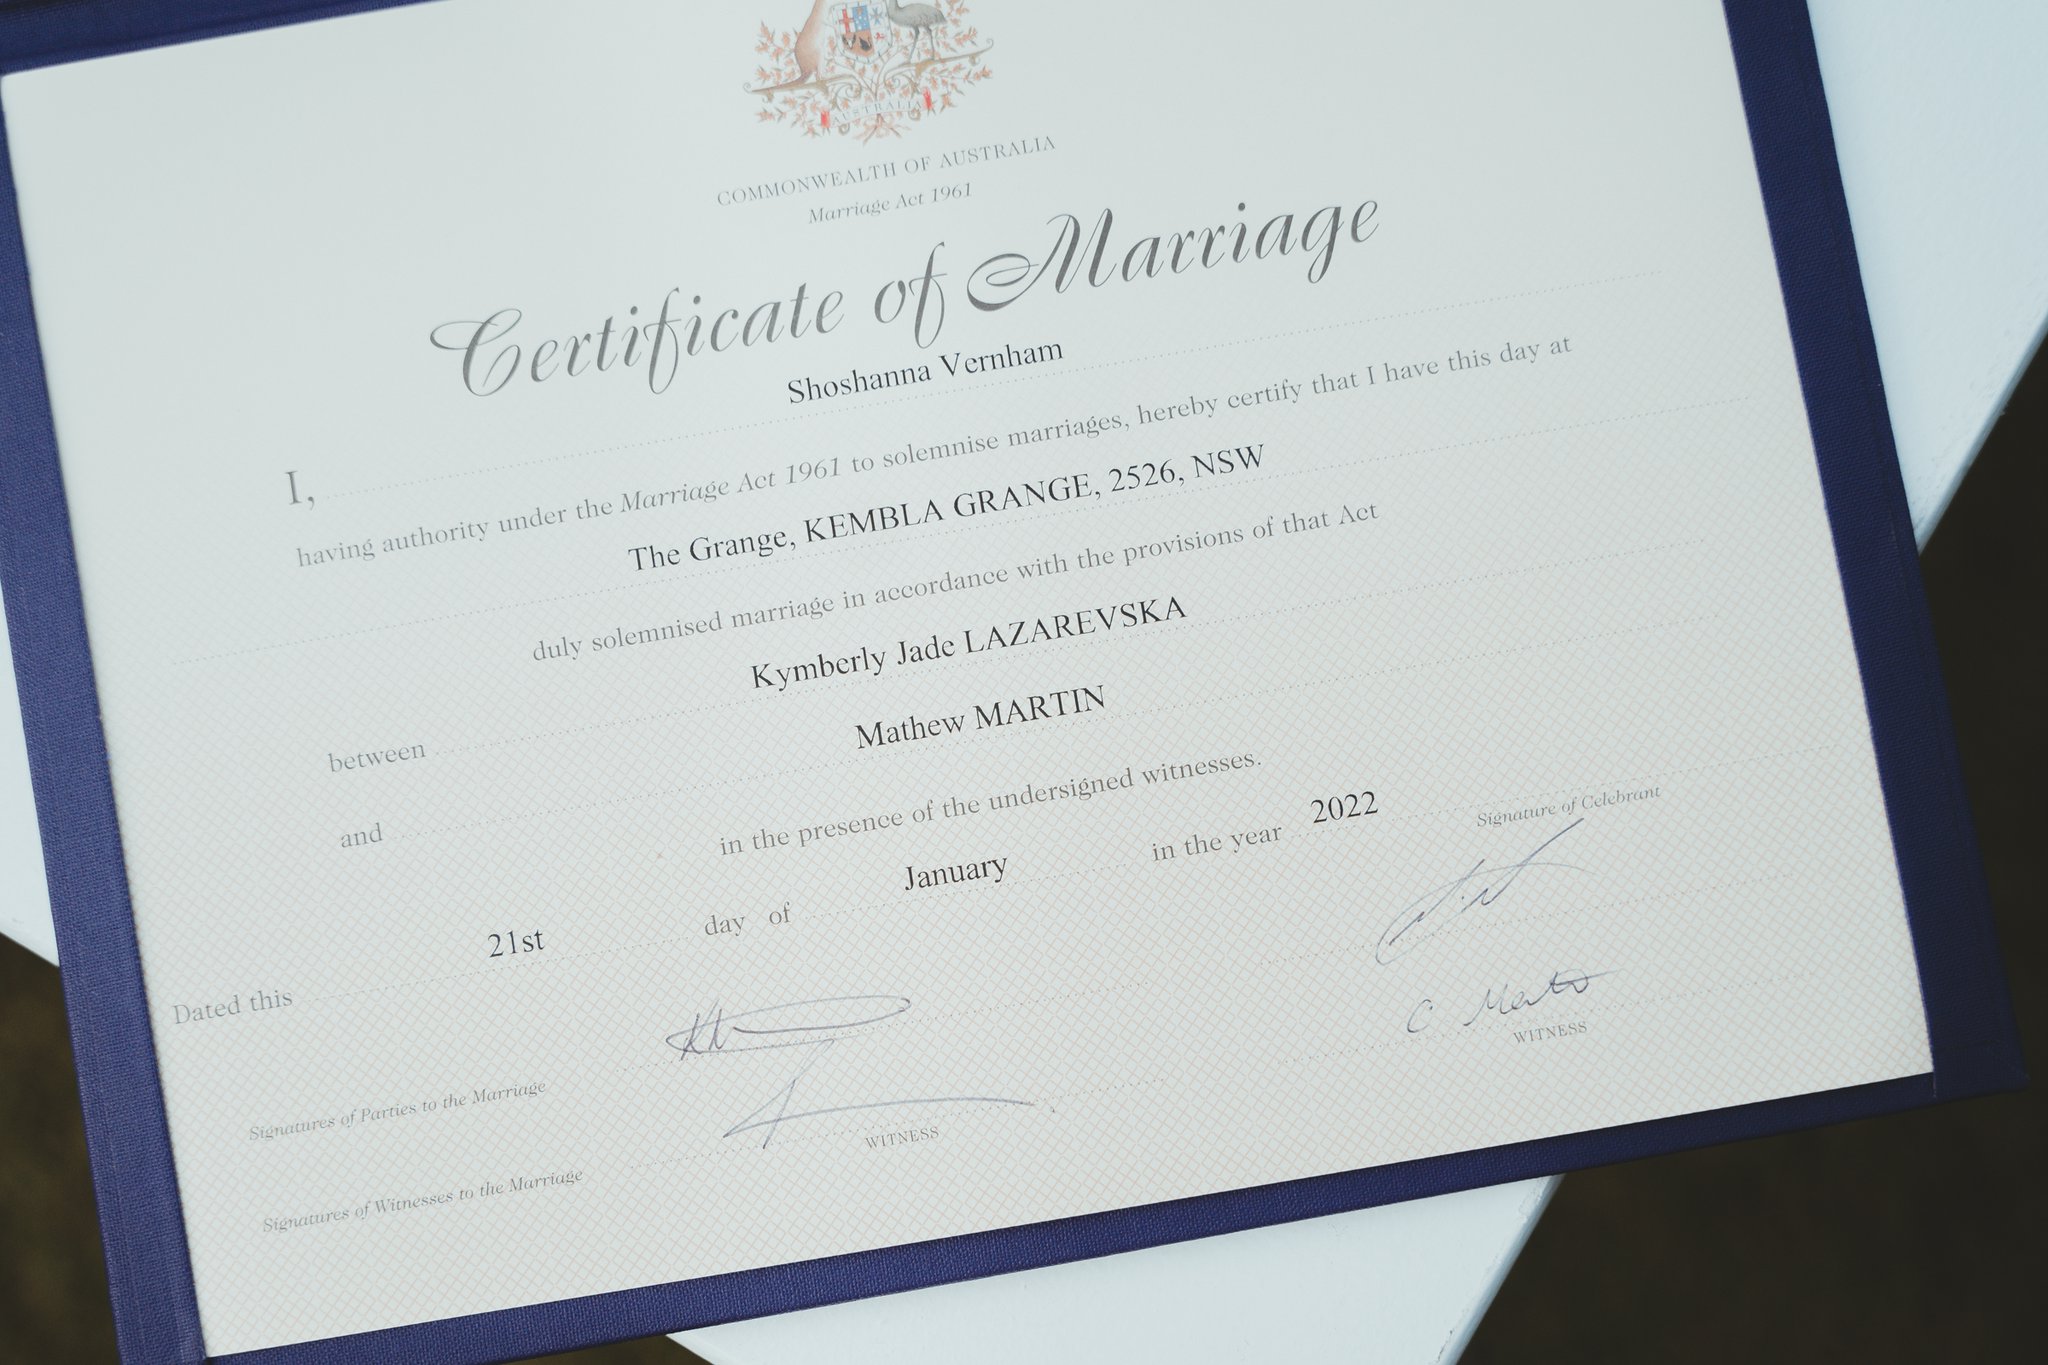 AUSTRALIA
COMMONWEALTH OF AUSTRALIA
Marriage Act 1961
Certificate of Marriage
Shoshanna Vernham
I,
having authority under the Marriage Act 1961 to solemnise marriages, hereby certify that I have this day at
The Grange, KEMBLA GRANGE, 2526, NSW
duly solemnised marriage in accordance with the provisions of that Act
between Kymberly Jade LAZAREVSKA
and Mathew MARTIN
in the presence of the undersigned witnesses.
Dated this 21st day of January in the year 2022
Signature of Celebrant
Signatures of Parties to the Marriage
C
WITNESS
WITNESS
Signatures of Witnesses to the Marriage